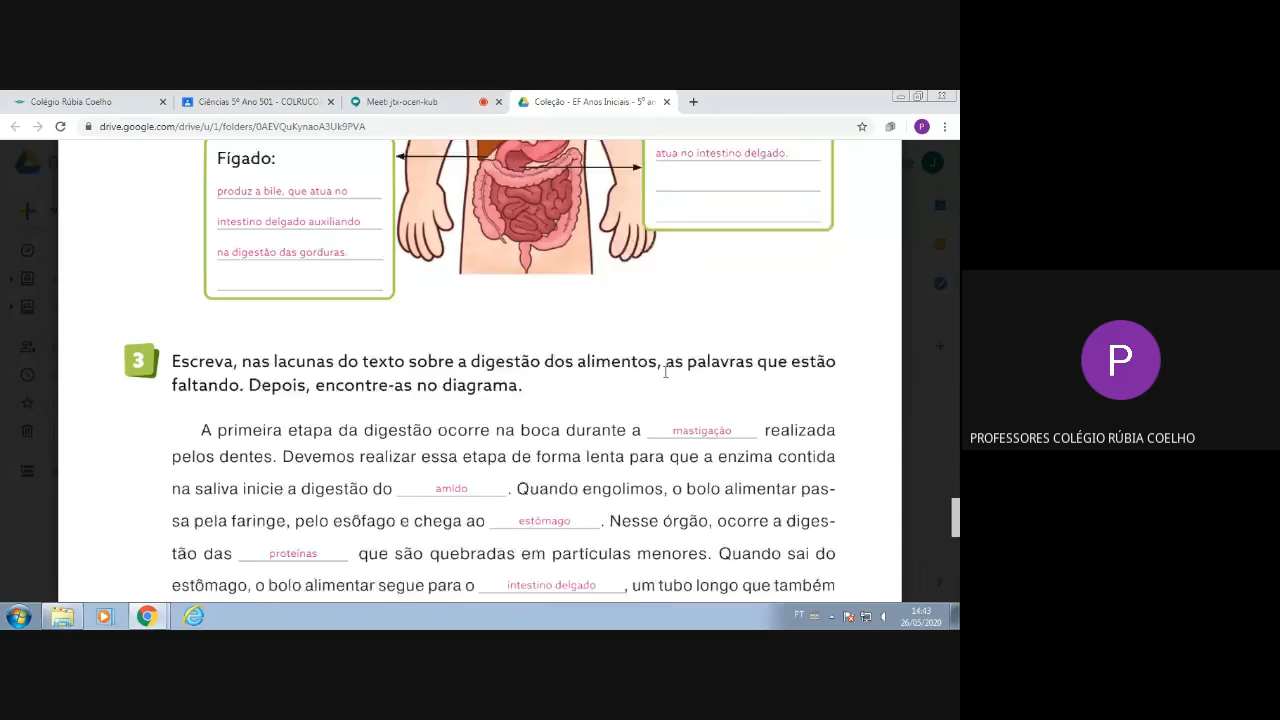 Colégio Rúbia Coelho
Ciências 5º Ano 501 - COLRUCO
Meet: jtx-ocen-kub
Coleção - EF Anos Iniciais - 5º an
drive.google.com/drive/u/1/folders/0AEVQuKynaoA3Uk9PVA
P
Fígado:
produz a bile, que atua no
intestino delgado auxiliando
na digestão das gorduras.
atua no intestino delgado.
3
Escreva, nas lacunas do texto sobre a digestão dos alimentos, as palavras que estão
faltando. Depois, encontre-as no diagrama.
A primeira etapa da digestão ocorre na boca durante a mastigação realizada
pelos dentes. Devemos realizar essa etapa de forma lenta para que a enzima contida
na saliva inicie a digestão do amido. Quando engolimos, o bolo alimentar pas-
sa pela faringe, pelo esôfago e chega ao estômago. Nesse órgão, ocorre a diges-
tão das proteínas que são quebradas em partículas menores. Quando sai do
estômago, o bolo alimentar segue para o intestino delgado, um tubo longo que também
PT
14:43
26/05/2020
P
PROFESSORES COLÉGIO RÚBIA COELHO